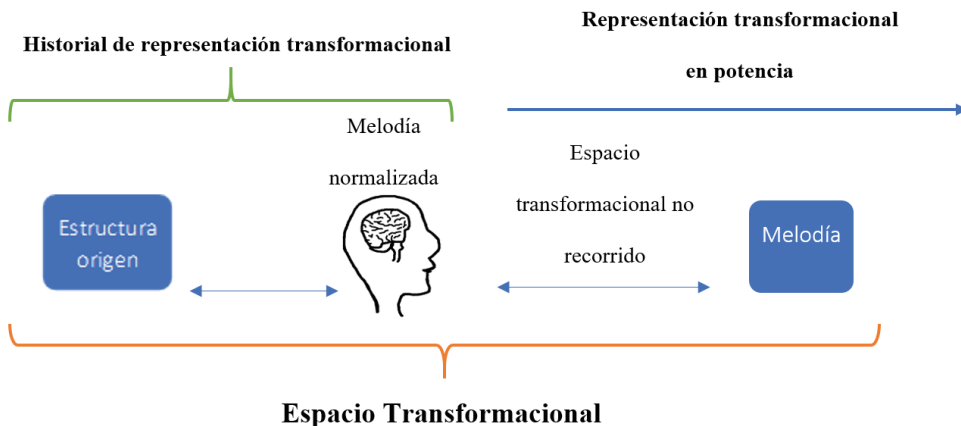 Historial de representación transformacional
Representación transformacional
en potencia
Melodía
normalizada
Espacio
transformacional no
recorrido
Estructura
origen
Melodía
Espacio Transformacional